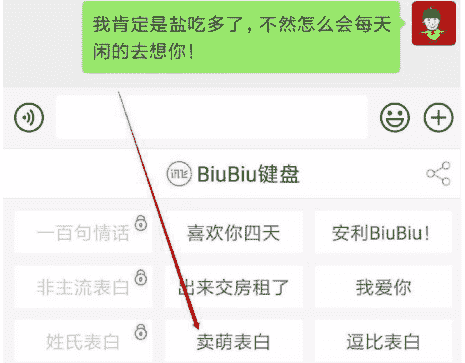 我肯定是盐吃多了，不然怎么会每天
闲的去想你！
讯飞 BiuBiu键盘
一百句情话 喜欢你四天 安利BiuBiu！
非主流表白 出来交房租了 我爱你
姓氏表白 卖萌表白 逗比表白